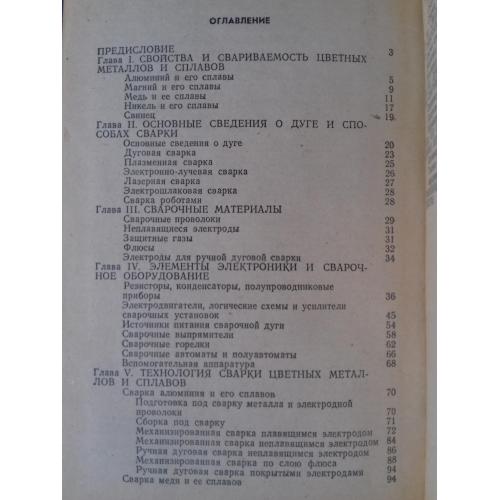 ОГЛАВЛЕНИЕ
ПРЕДИСЛОВИЕ 3
Глава I. СВОЙСТВА И СВАРИВАЕМОСТЬ ЦВЕТНЫХ
МЕТАЛЛОВ И СПЛАВОВ
Алюминий и его сплавы 5
Магний и его сплавы 9
Медь и ее сплавы 11
Никель и его сплавы 17
Свинец 19
Глава II. ОСНОВНЫЕ СВЕДЕНИЯ О ДУГЕ И СПО-
СОБАХ СВАРКИ
Основные сведения о дуге 20
Дуговая сварка 23
Плазменная сварка 25
Электронно-лучевая сварка 26
Лазерная сварка 27
Электрошлаковая сварка 28
Сварка роботами 28
Глава III. СВАРОЧНЫЕ МАТЕРИАЛЫ
Сварочные проволоки 29
Неплавящиеся электроды 31
Защитные газы 31
Флюсы 32
Электроды для ручной дуговой сварки 34
Глава IV. ЭЛЕМЕНТЫ ЭЛЕКТРОНИКИ И СВАРОЧ-
НОЕ ОБОРУДОВАНИЕ
Резисторы, конденсаторы, полупроводниковые
приборы 36
Электродвигатели, логические схемы и усилители
сварочных установок 45
Источники питания сварочной дуги 54
Сварочные выпрямители 58
Сварочные горелки 62
Сварочные автоматы и полуавтоматы 66
Вспомогательная аппаратура 68
Глава V. ТЕХНОЛОГИЯ СВАРКИ ЦВЕТНЫХ МЕТАЛ-
ЛОВ И СПЛАВОВ
Сварка алюминия и его сплавов 70
Подготовка под сварку металла и электродной
проволоки 70
Сборка под сварку 71
Механизированная сварка плавящимся электродом 72
Механизированная сварка неплавящимся электродом 84
Ручная дуговая сварка неплавящимся электродом 86
Механизированная сварка по слою флюса 88
Ручная дуговая сварка покрытыми электродами 94
Сварка меди и ее сплавов 94